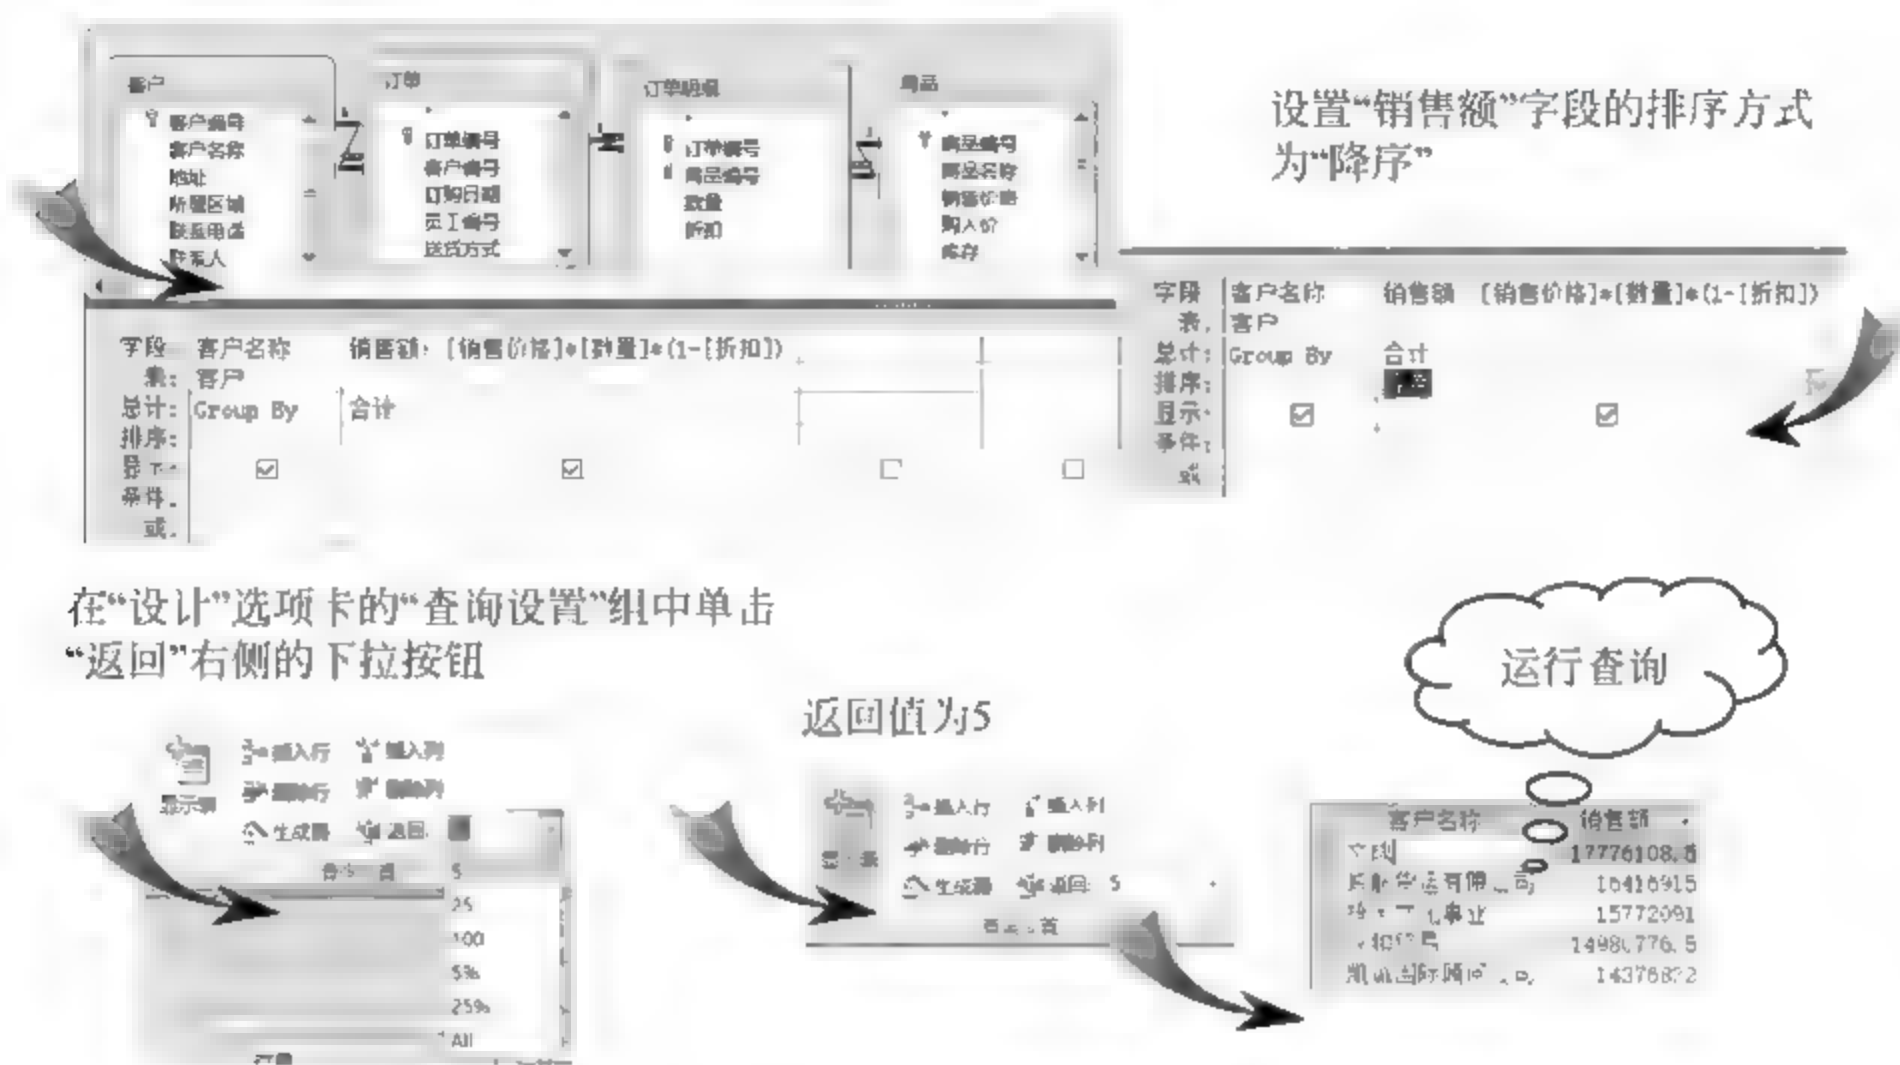 客户
客户编号
客户名称
地址
所属区域
联系电话
联系人
订单
订单编号
客户编号
订购日期
员工编号
送货方式
订单明细
订单编号
商品编号
数量
折扣
商品
商品编号
商品名称
销售价格
购入价
库存
字段 客户名称 销售额: [销售价格]*[数量]*(1-[折扣])
表: 客户
总计: Group By 合计
排序:
条件:
或:
设置“销售额”字段的排序方式
为“降序”
字段 客户名称 销售额 [销售价格]*[数量]*(1-[折扣])
表: 客户
总计: Group By 合计
排序:
显示:
条件:
或
在“设计”选项卡的“查询设置”组中单击
“返回”右侧的下拉按钮
显示表
插入行 插入列
删除行 删除列
生成器 返回:
5
25
100
5%
25%
All
返回值为5
插入行 插入列
删除行 删除列
生成器 返回: 5
运行查询
客户名称 销售额
17776108.5
16416915
15772091